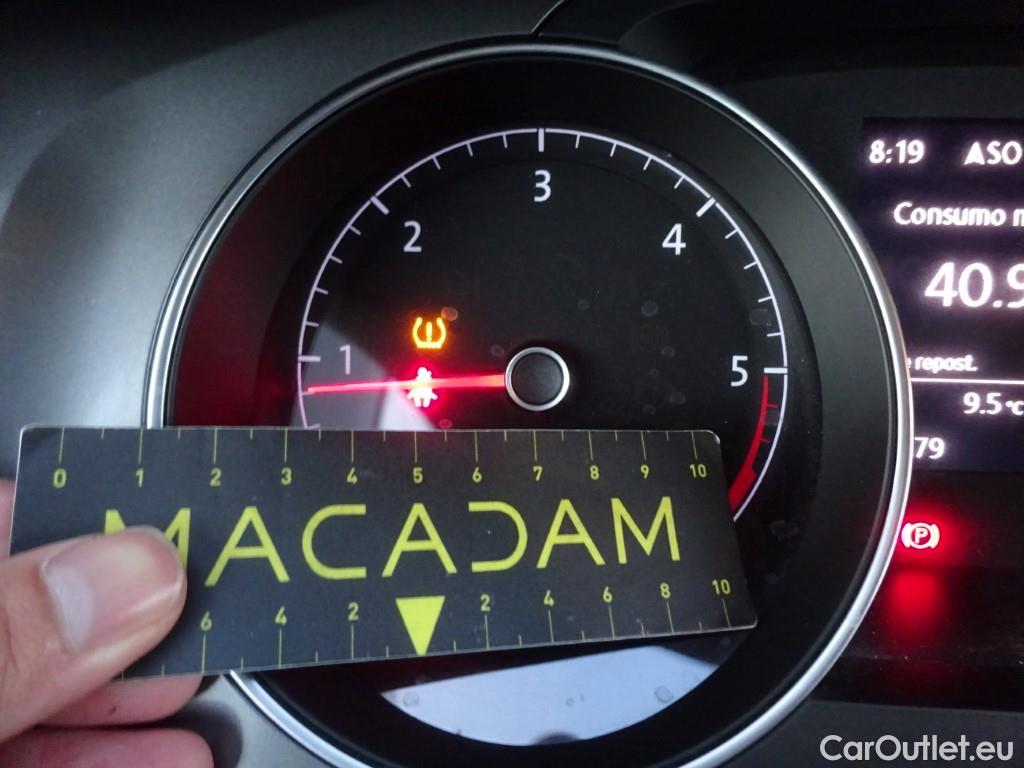 8:19 ASO
Consumo
40.9
repost.
9.5 °C
79
1 2 3 4 5
P
0 1 2 3 4 5 6 7 8 9 10
MACADAM
6 4 2 2 4 6 8 10
CarOutlet.eu